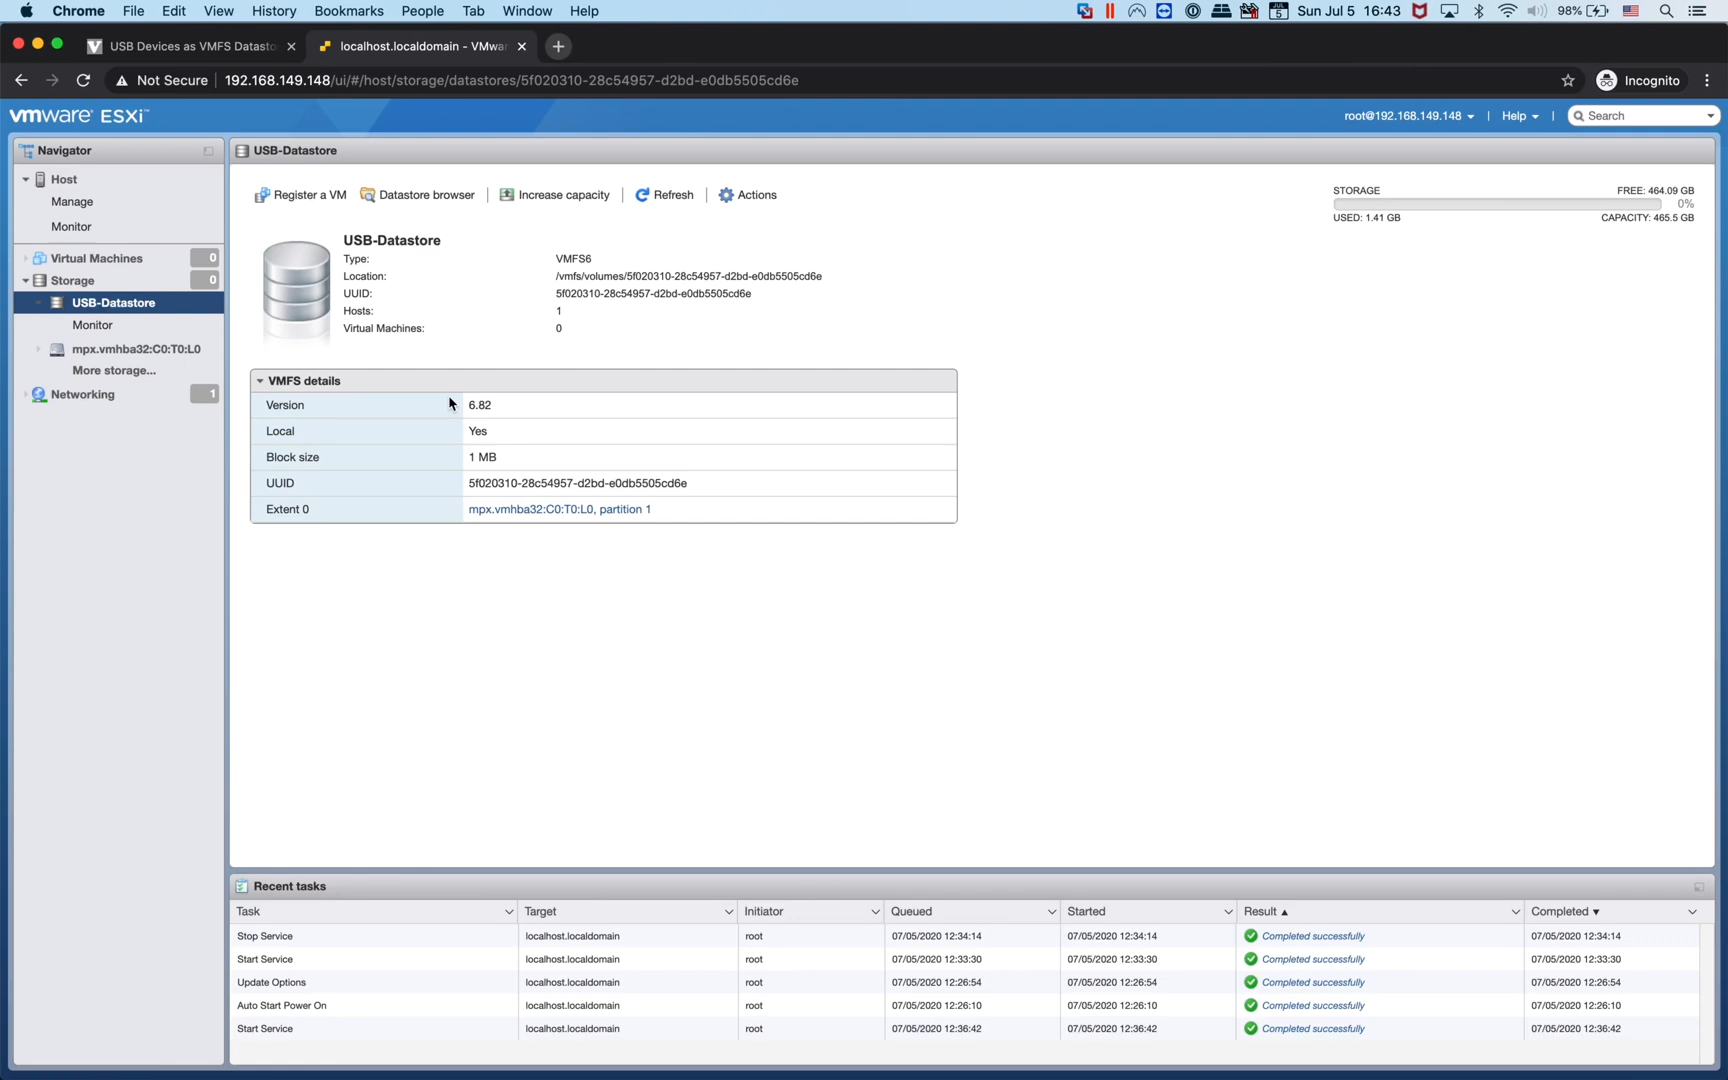 Chrome File Edit View History Bookmarks People Tab Window Help
JUL 5 Sun Jul 5 16:43 98%
USB Devices as VMFS Datasto
localhost.localdomain - VMwar
Not Secure 192.168.149.148/ui/#/host/storage/datastores/5f020310-28c54957-d2bd-e0db5505cd6e Incognito
vmware ESXi™
root@192.168.149.148 | Help | Search
Navigator
Host
Manage
Monitor
Virtual Machines 0
Storage 0
USB-Datastore
Monitor
mpx.vmhba32:C0:T0:L0
More storage...
Networking 1
USB-Datastore
Register a VM Datastore browser | Increase capacity | Refresh | Actions
STORAGE FREE: 464.09 GB
0%
USED: 1.41 GB CAPACITY: 465.5 GB
USB-Datastore
Type: VMFS6
Location: /vmfs/volumes/5f020310-28c54957-d2bd-e0db5505cd6e
UUID: 5f020310-28c54957-d2bd-e0db5505cd6e
Hosts: 1
Virtual Machines: 0
VMFS details
Version 6.82
Local Yes
Block size 1 MB
UUID 5f020310-28c54957-d2bd-e0db5505cd6e
Extent 0 mpx.vmhba32:C0:T0:L0, partition 1
Recent tasks
Task Target Initiator Queued Started Result ▲ Completed ▼
Stop Service localhost.localdomain root 07/05/2020 12:34:14 07/05/2020 12:34:14 Completed successfully 07/05/2020 12:34:14
Start Service localhost.localdomain root 07/05/2020 12:33:30 07/05/2020 12:33:30 Completed successfully 07/05/2020 12:33:30
Update Options localhost.localdomain root 07/05/2020 12:26:54 07/05/2020 12:26:54 Completed successfully 07/05/2020 12:26:54
Auto Start Power On localhost.localdomain root 07/05/2020 12:26:10 07/05/2020 12:26:10 Completed successfully 07/05/2020 12:26:10
Start Service localhost.localdomain root 07/05/2020 12:36:42 07/05/2020 12:36:42 Completed successfully 07/05/2020 12:36:42